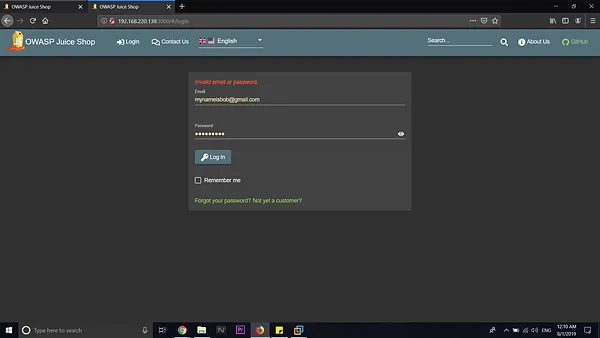 OWASP Juice Shop
OWASP Juice Shop
192.168.220.138:3000/#/login
OWASP Juice Shop
Login
Contact Us
English
Search...
About Us
GitHub
Invalid email or password.
Email
mynameisbob@gmail.com
Password
•••••••••
Log in
Remember me
Forgot your password? Not yet a customer?
Type here to search
N
Pr
ENG
12:10 AM
8/1/2019